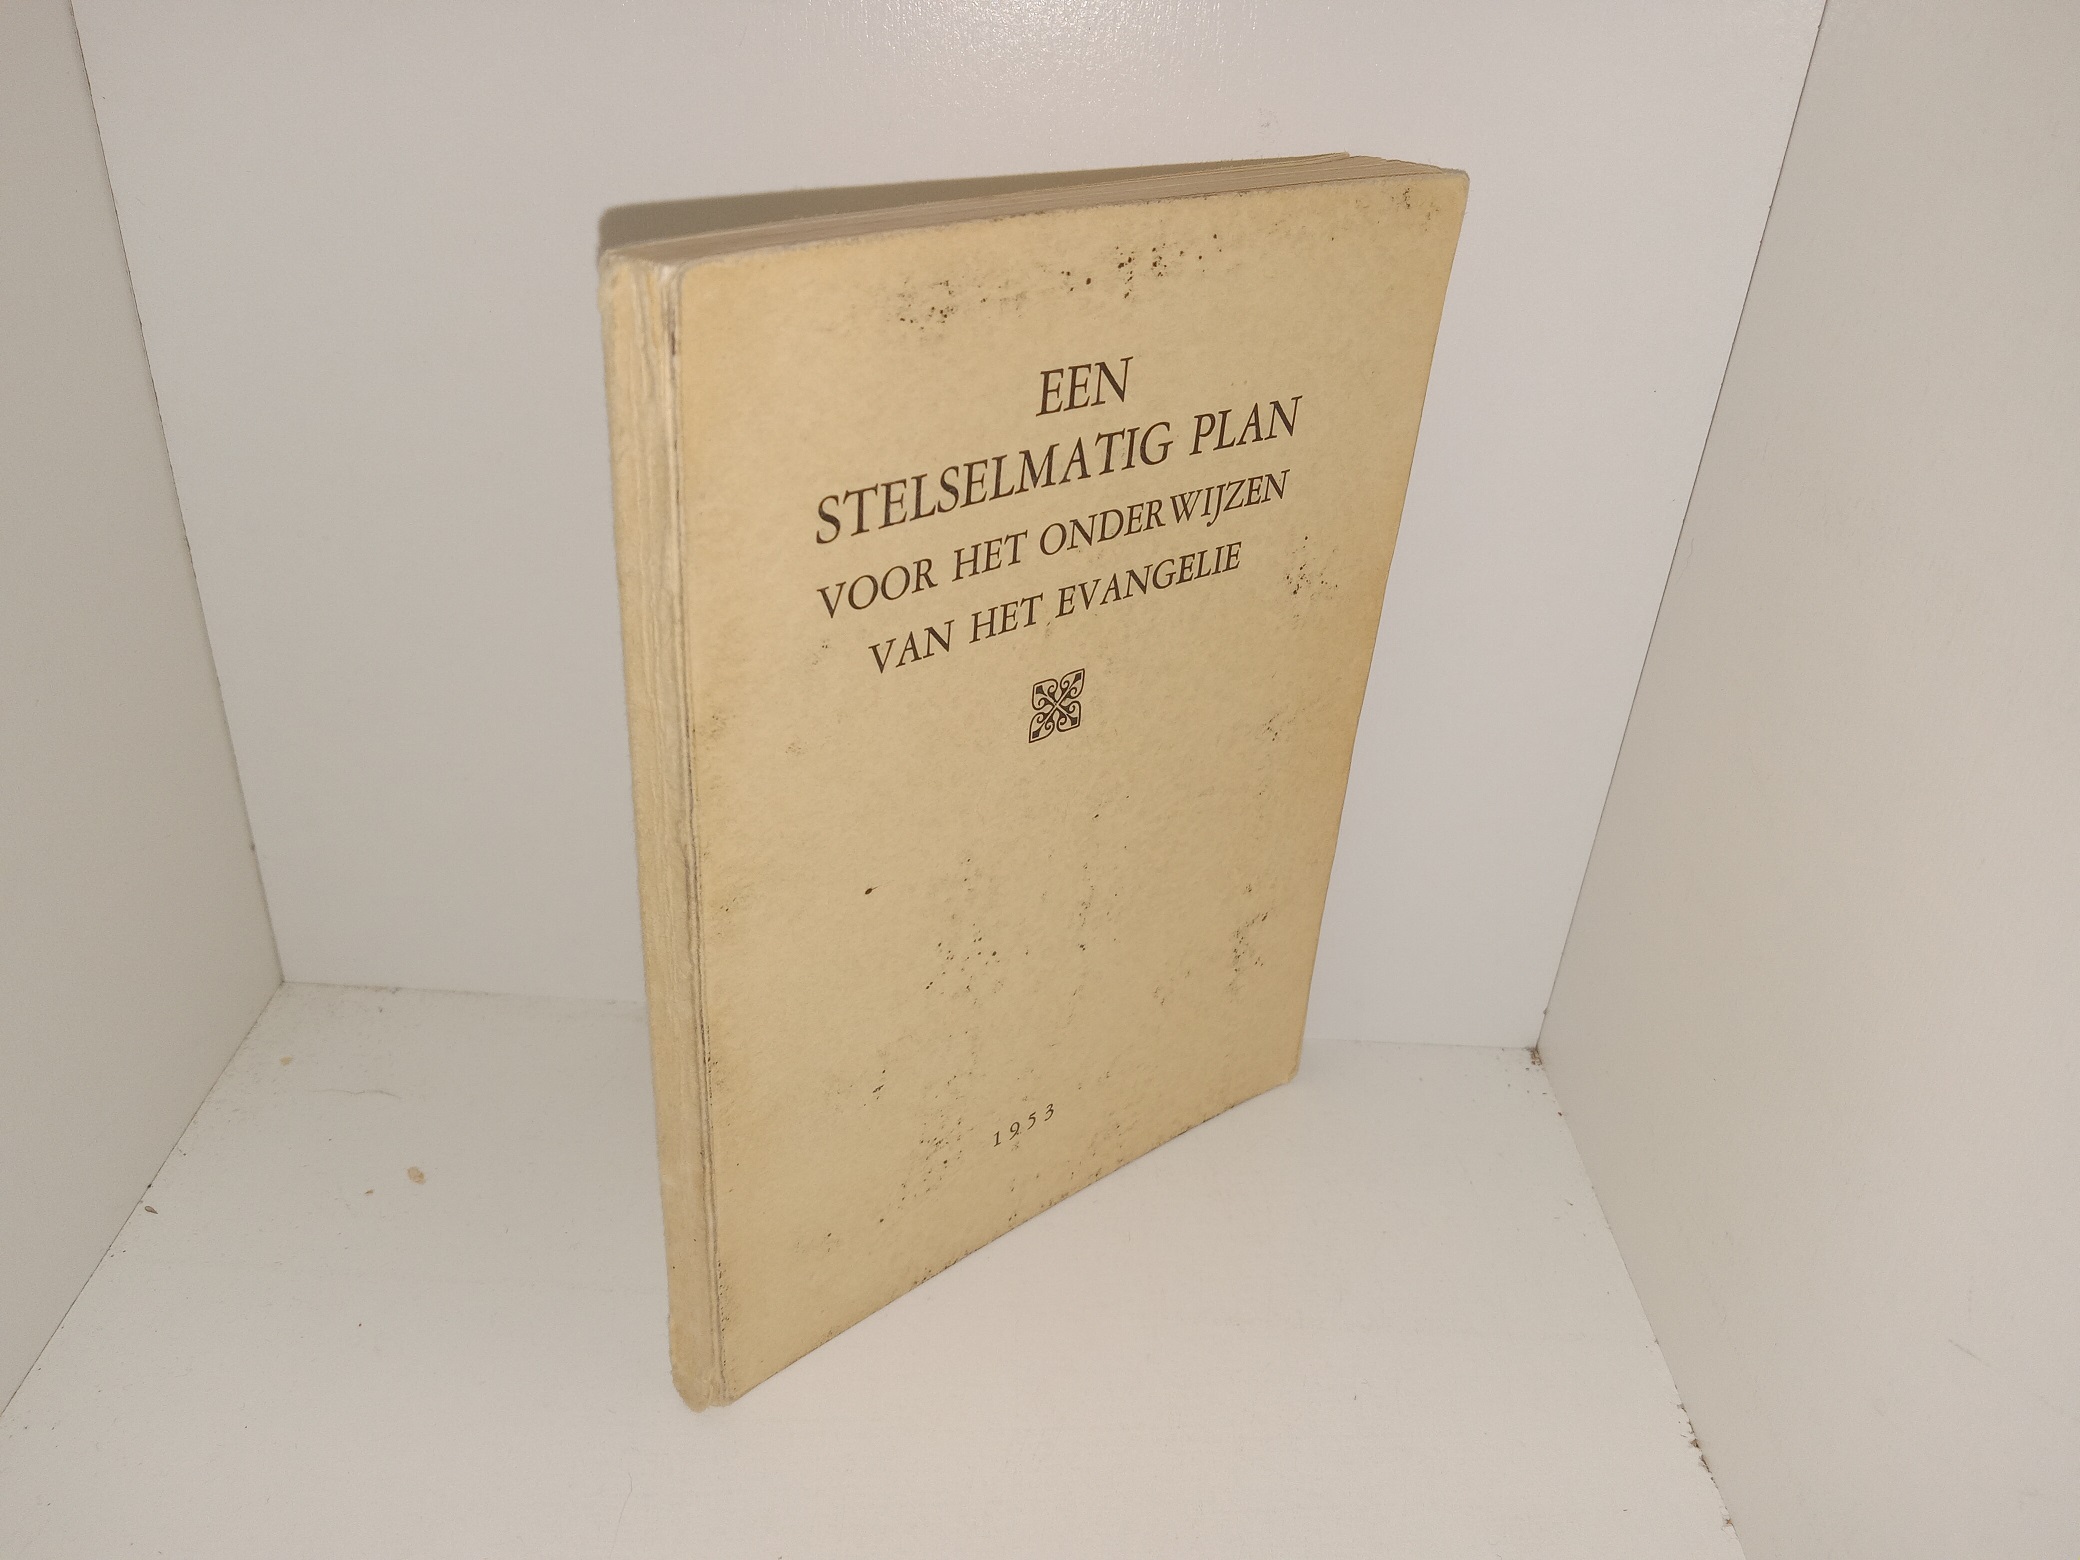 EEN
STELSELMATIG PLAN
VOOR HET ONDERWIJZEN
VAN HET EVANGELIE
1953